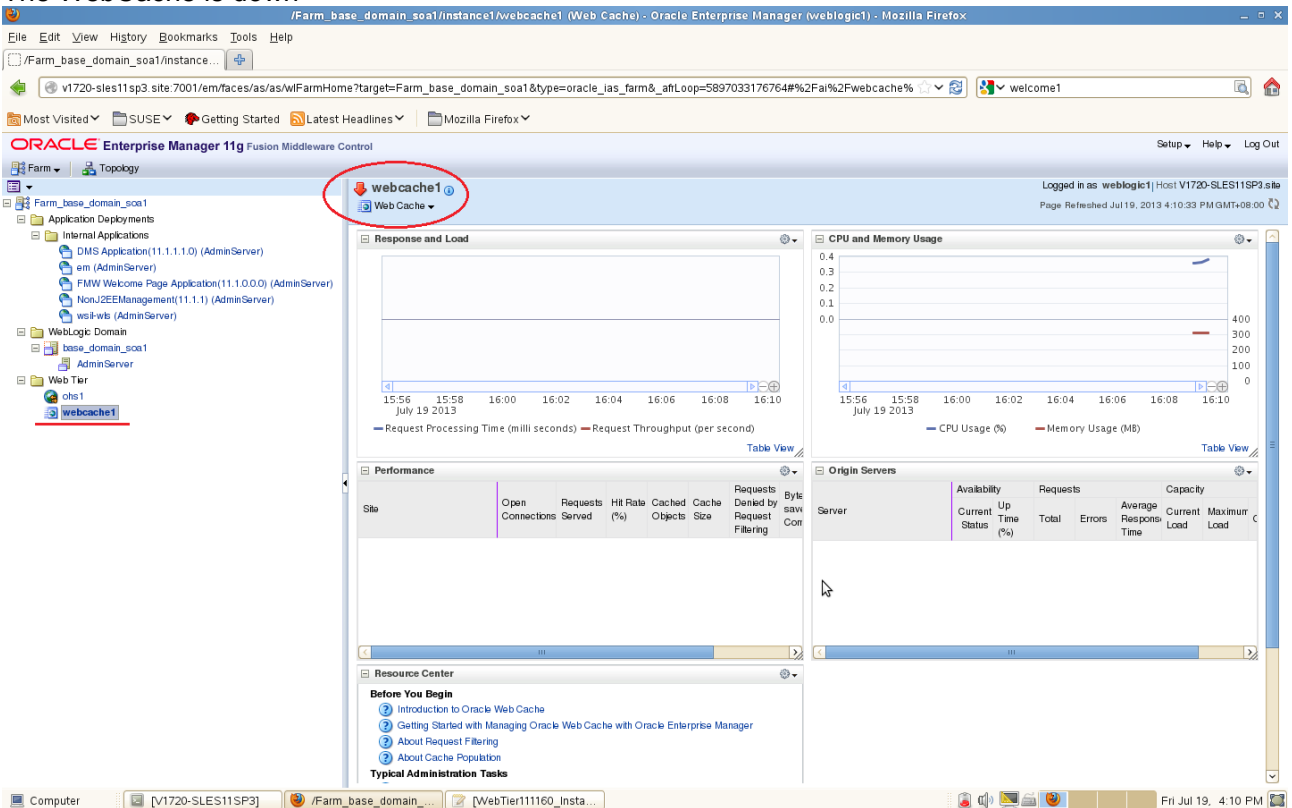 The WebCache is down
/Farm_base_domain_soa1/instance1/webcache1 (Web Cache) - Oracle Enterprise Manager (weblogic1) - Mozilla Firefox
File Edit View History Bookmarks Tools Help
/Farm_base_domain_soa1/instance...
v1720-sles11sp3.site:7001/em/faces/as/as/wlFarmHome?target=Farm_base_domain_soa1&type=oracle_ias_farm&_afrLoop=5897033176764#%2Fai%2Fwebcache% welcome1
Most Visited SUSE Getting Started Latest Headlines Mozilla Firefox
ORACLE Enterprise Manager 11g Fusion Middleware Control Setup Help Log Out
Farm Topology
webcache1
Web Cache
Logged in as weblogic1| Host V1720-SLES11SP3.site
Page Refreshed Jul 19, 2013 4:10:33 PM GMT+08:00
Farm_base_domain_soa1
Application Deployments
Internal Applications
DMS Application(11.1.1.1.0) (AdminServer)
em (AdminServer)
FMW Welcome Page Application(11.1.0.0.0) (AdminServer)
NonJ2EEManagement(11.1.1) (AdminServer)
wsil-wls (AdminServer)
WebLogic Domain
base_domain_soa1
AdminServer
Web Tier
ohs1
webcache1
Response and Load
15:56 15:58 16:00 16:02 16:04 16:06 16:08 16:10
July 19 2013
Request Processing Time (milli seconds) Request Throughput (per second)
Table View
CPU and Memory Usage
0.4
0.3
0.2
0.1
0.0
400
300
200
100
0
15:56 15:58 16:00 16:02 16:04 16:06 16:08 16:10
July 19 2013
CPU Usage (%) Memory Usage (MB)
Table View
Performance
Site
Open Connections
Requests Served
Hit Rate (%)
Cached Objects
Cache Size
Requests Denied by Request Filtering
Origin Servers
Server
Availability Requests Capacity
Current Status
Up Time (%)
Total
Errors
Average Respons Time
Current Load
Maximum Load
Resource Center
Before You Begin
Introduction to Oracle Web Cache
Getting Started with Managing Oracle Web Cache with Oracle Enterprise Manager
About Request Filtering
About Cache Population
Typical Administration Tasks
Computer [V1720-SLES11SP3] /Farm_base_domain_... [WebTier111160_Insta... Fri Jul 19, 4:10 PM